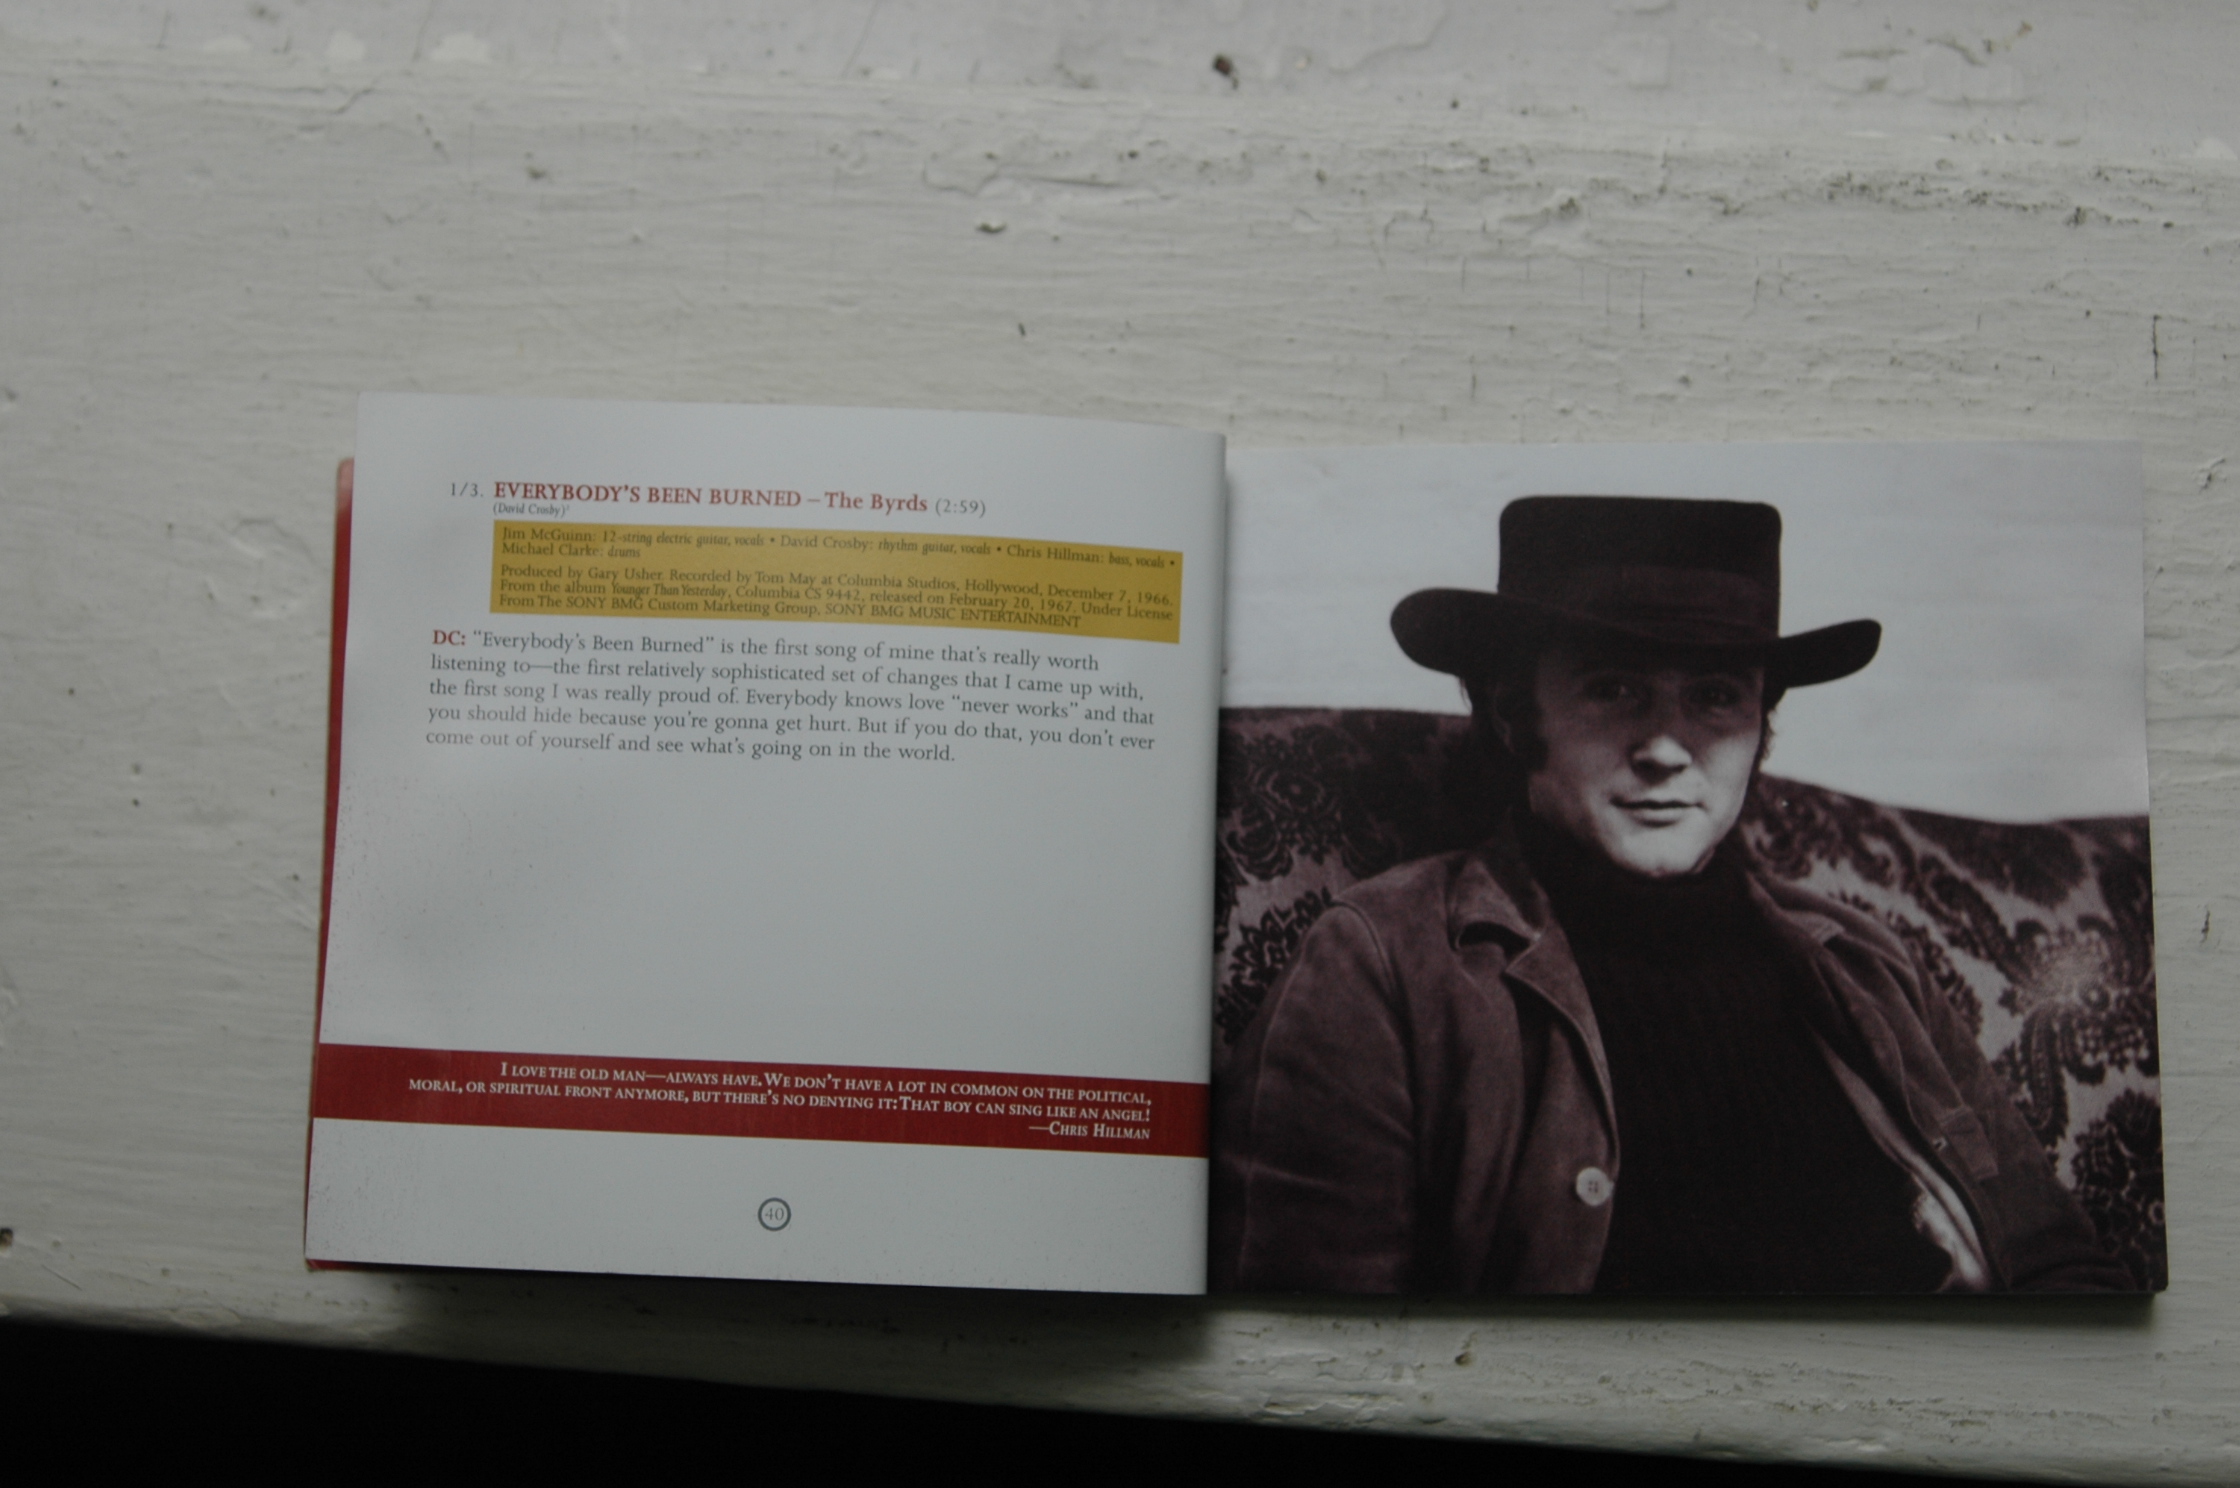 1/3. EVERYBODY'S BEEN BURNED – The Byrds (2:59)
(David Crosby)¹
Jim McGuinn: 12-string electric guitar, vocals • David Crosby: rhythm guitar, vocals • Chris Hillman: bass, vocals •
Michael Clarke: drums
Produced by Gary Usher. Recorded by Tom May at Columbia Studios, Hollywood, December 7, 1966.
From the album Younger Than Yesterday, Columbia CS 9442, released on February 20, 1967. Under License
From The SONY BMG Custom Marketing Group, SONY BMG MUSIC ENTERTAINMENT
DC: "Everybody's Been Burned" is the first song of mine that's really worth
listening to—the first relatively sophisticated set of changes that I came up with,
the first song I was really proud of. Everybody knows love "never works" and that
you should hide because you're gonna get hurt. But if you do that, you don't ever
come out of yourself and see what's going on in the world.
I LOVE THE OLD MAN—ALWAYS HAVE. WE DON'T HAVE A LOT IN COMMON ON THE POLITICAL,
MORAL, OR SPIRITUAL FRONT ANYMORE, BUT THERE'S NO DENYING IT: THAT BOY CAN SING LIKE AN ANGEL!
—CHRIS HILLMAN
40